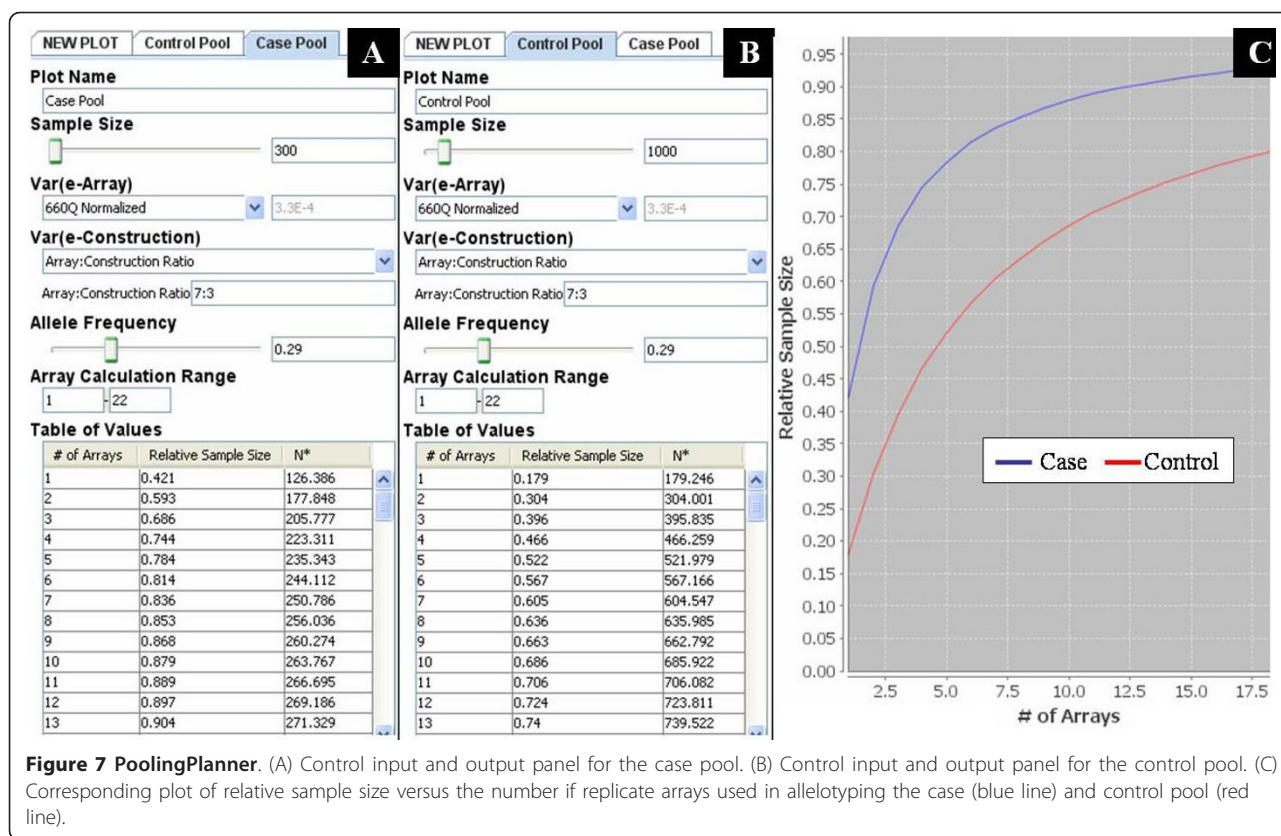 NEW PLOT Control Pool Case Pool A
Plot Name
Case Pool
Sample Size
300
Var(e-Array)
660Q Normalized 3.3E-4
Var(e-Construction)
Array:Construction Ratio
Array:Construction Ratio 7:3
Allele Frequency
0.29
Array Calculation Range
1 - 22
Table of Values
# of Arrays Relative Sample Size N*
1 0.421 126.386
2 0.593 177.848
3 0.686 205.777
4 0.744 223.311
5 0.784 235.343
6 0.814 244.112
7 0.836 250.786
8 0.853 256.036
9 0.868 260.274
10 0.879 263.767
11 0.889 266.695
12 0.897 269.186
13 0.904 271.329
NEW PLOT Control Pool Case Pool B
Plot Name
Control Pool
Sample Size
1000
Var(e-Array)
660Q Normalized 3.3E-4
Var(e-Construction)
Array:Construction Ratio
Array:Construction Ratio 7:3
Allele Frequency
0.29
Array Calculation Range
1 - 22
Table of Values
# of Arrays Relative Sample Size N*
1 0.179 179.246
2 0.304 304.001
3 0.396 395.835
4 0.466 466.259
5 0.522 521.979
6 0.567 567.166
7 0.605 604.547
8 0.636 635.985
9 0.663 662.792
10 0.686 685.922
11 0.706 706.082
12 0.724 723.811
13 0.74 739.522
C
Relative Sample Size
0.95
0.90
0.85
0.80
0.75
0.70
0.65
0.60
0.55
0.50
0.45
0.40
0.35
0.30
0.25
0.20
0.15
0.10
0.05
0.00
Case Control
2.5 5.0 7.5 10.0 12.5 15.0 17.5
# of Arrays
Figure 7 PoolingPlanner. (A) Control input and output panel for the case pool. (B) Control input and output panel for the control pool. (C)
Corresponding plot of relative sample size versus the number if replicate arrays used in allelotyping the case (blue line) and control pool (red
line).